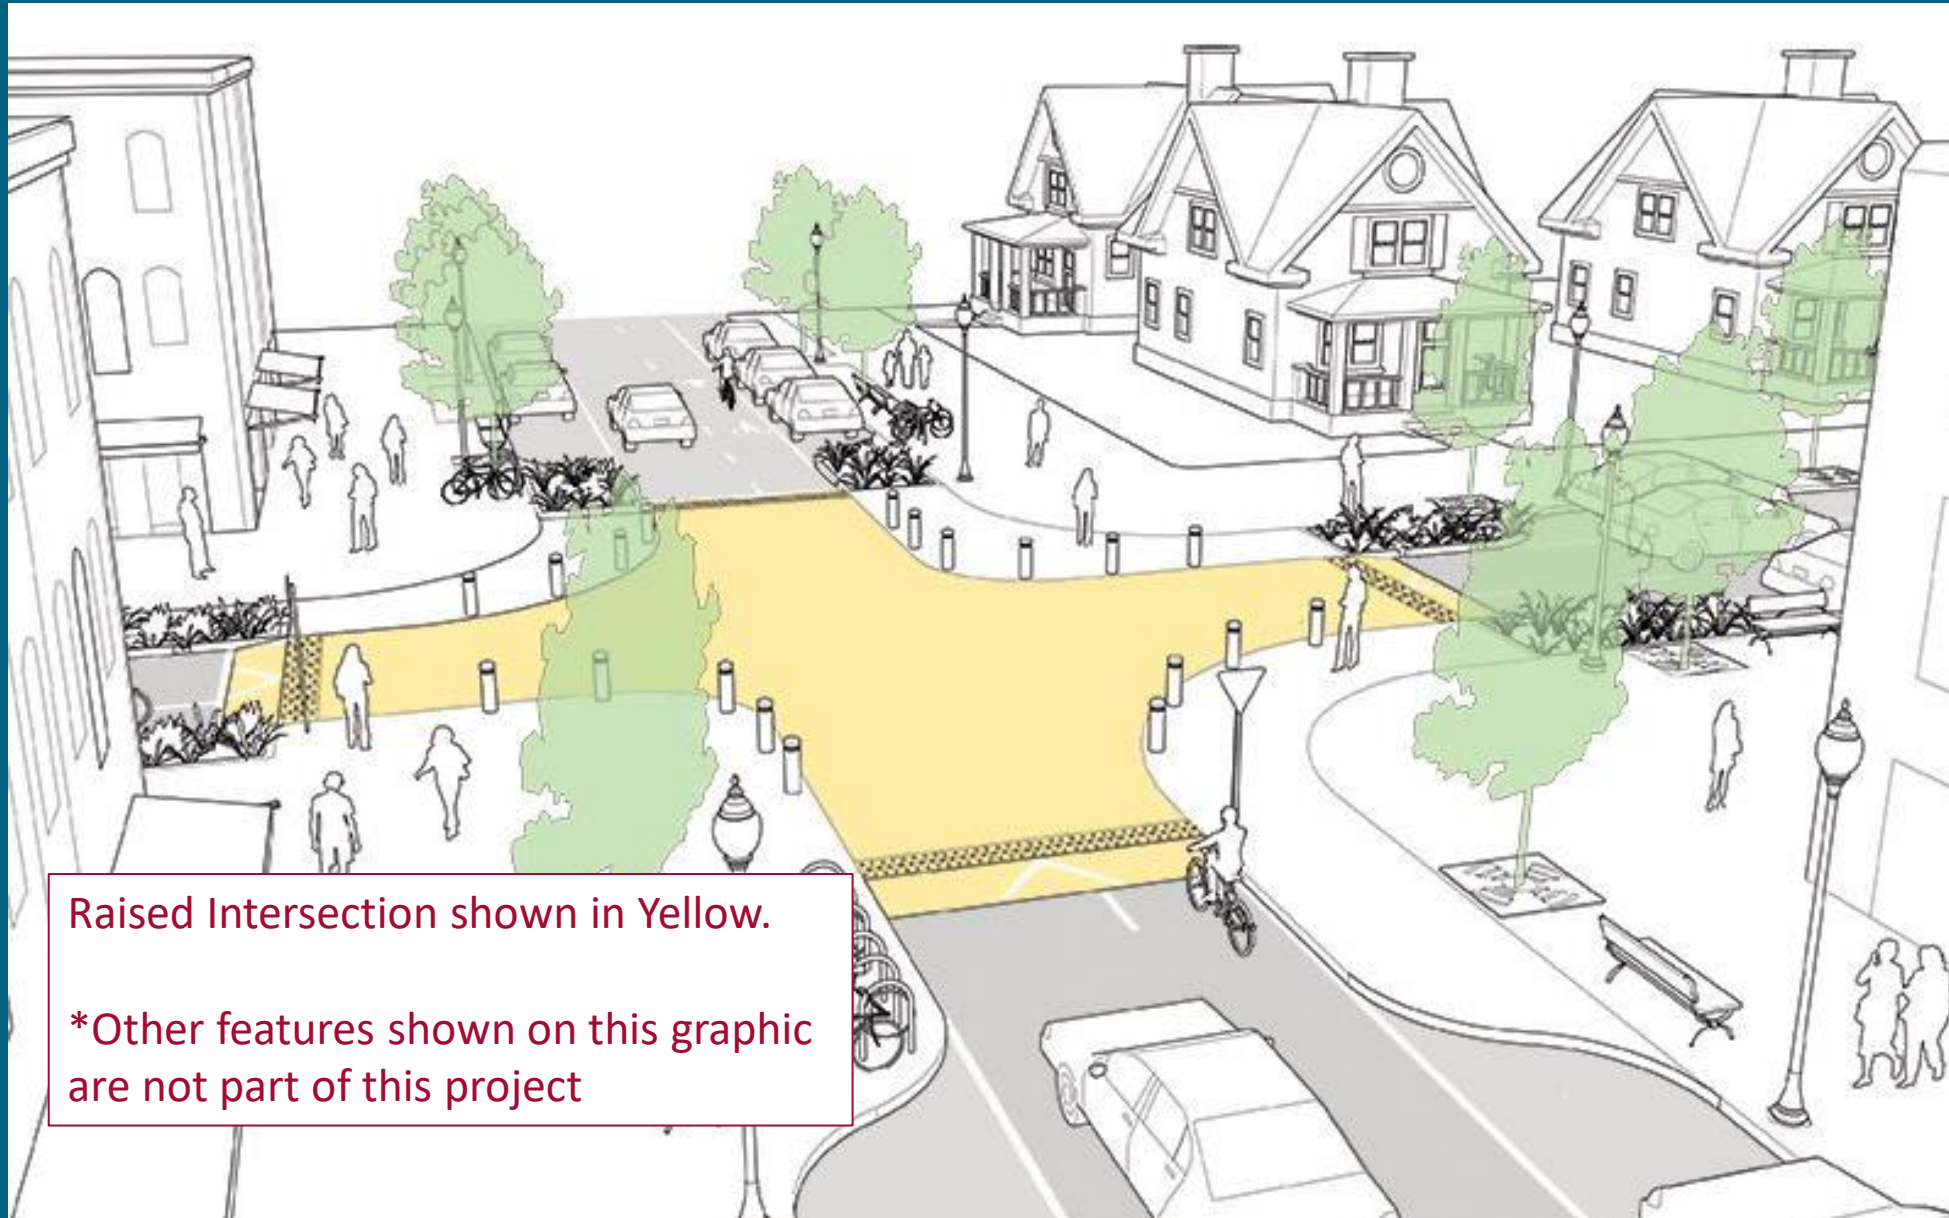 Raised Intersection shown in Yellow.
*Other features shown on this graphic
are not part of this project